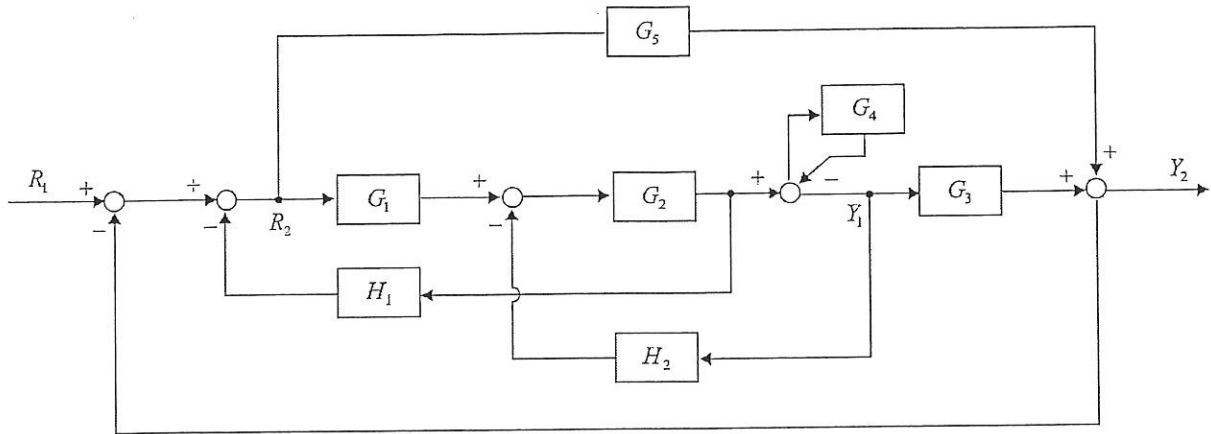 G₅
G₄
R₁ + ÷ G₁ + G₂ + − G₃ + + Y₂
− − R₂ − Y₁
H₁
H₂